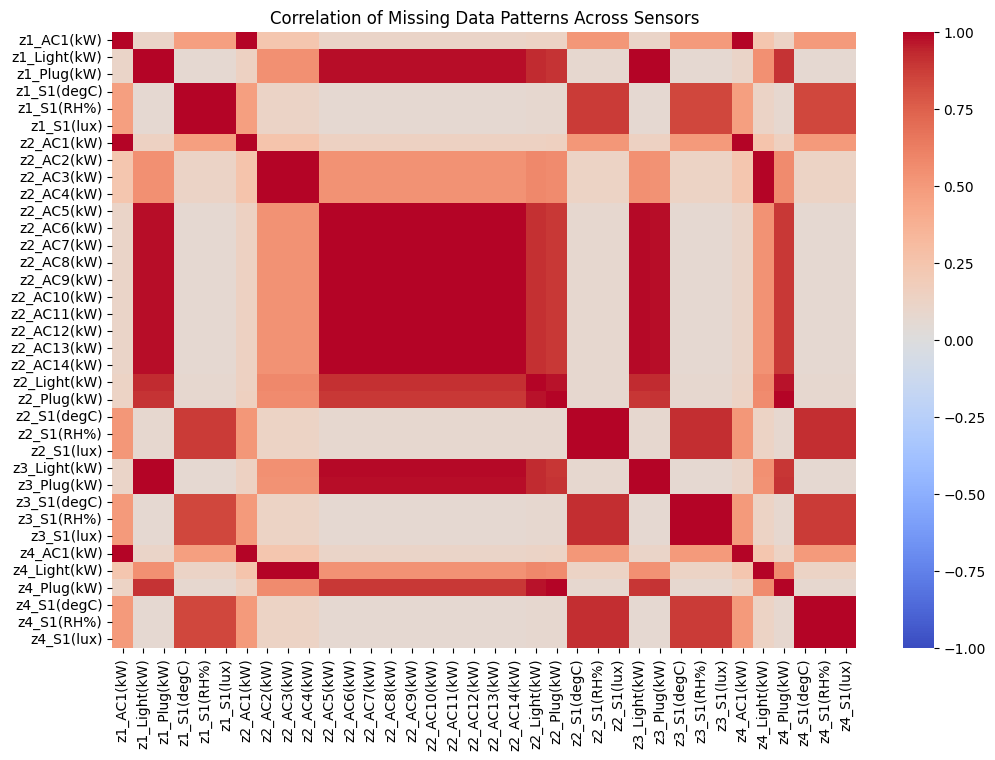 Correlation of Missing Data Patterns Across Sensors
z1_AC1(kW)
z1_Light(kW)
z1_Plug(kW)
z1_S1(degC)
z1_S1(RH%)
z1_S1(lux)
z2_AC1(kW)
z2_AC2(kW)
z2_AC3(kW)
z2_AC4(kW)
z2_AC5(kW)
z2_AC6(kW)
z2_AC7(kW)
z2_AC8(kW)
z2_AC9(kW)
z2_AC10(kW)
z2_AC11(kW)
z2_AC12(kW)
z2_AC13(kW)
z2_AC14(kW)
z2_Light(kW)
z2_Plug(kW)
z2_S1(degC)
z2_S1(RH%)
z2_S1(lux)
z3_Light(kW)
z3_Plug(kW)
z3_S1(degC)
z3_S1(RH%)
z3_S1(lux)
z4_AC1(kW)
z4_Light(kW)
z4_Plug(kW)
z4_S1(degC)
z4_S1(RH%)
z4_S1(lux)
z1_AC1(kW)
z1_Light(kW)
z1_Plug(kW)
z1_S1(degC)
z1_S1(RH%)
z1_S1(lux)
z2_AC1(kW)
z2_AC2(kW)
z2_AC3(kW)
z2_AC4(kW)
z2_AC5(kW)
z2_AC6(kW)
z2_AC7(kW)
z2_AC8(kW)
z2_AC9(kW)
z2_AC10(kW)
z2_AC11(kW)
z2_AC12(kW)
z2_AC13(kW)
z2_AC14(kW)
z2_Light(kW)
z2_Plug(kW)
z2_S1(degC)
z2_S1(RH%)
z2_S1(lux)
z3_Light(kW)
z3_Plug(kW)
z3_S1(degC)
z3_S1(RH%)
z3_S1(lux)
z4_AC1(kW)
z4_Light(kW)
z4_Plug(kW)
z4_S1(degC)
z4_S1(RH%)
z4_S1(lux)
1.00
0.75
0.50
0.25
0.00
−0.25
−0.50
−0.75
−1.00